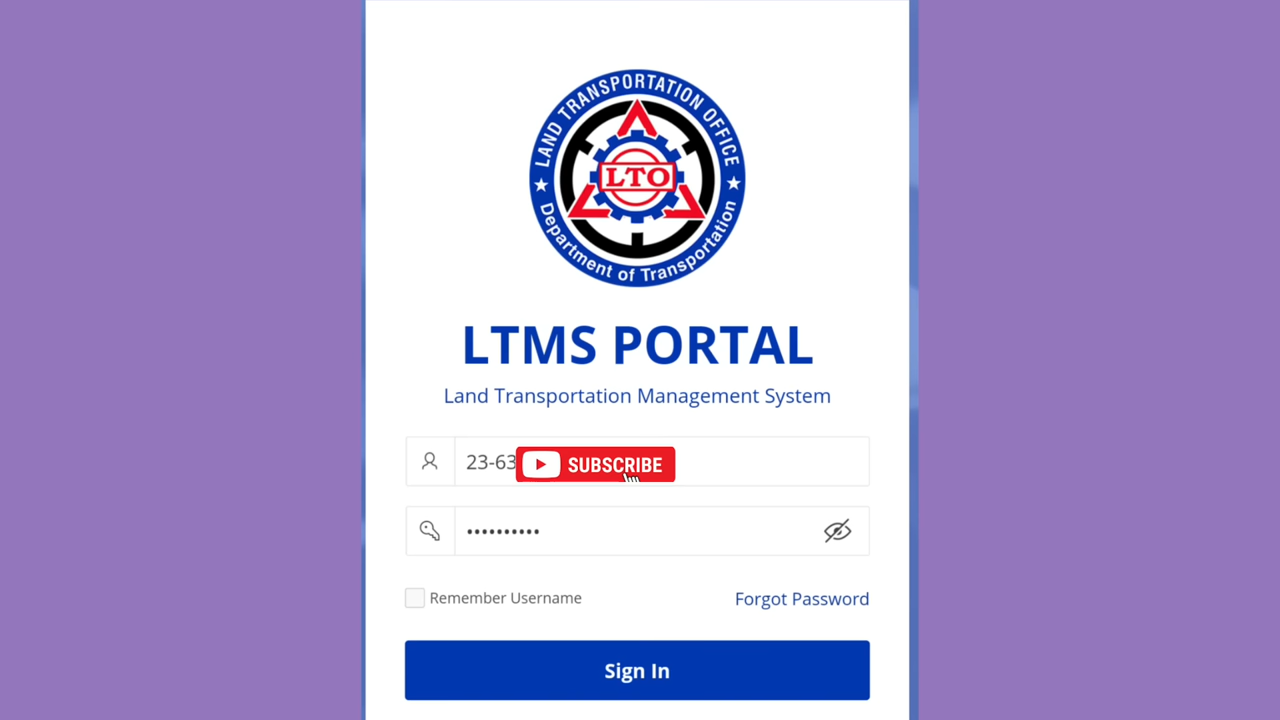 LAND TRANSPORTATION OFFICE
LTO
Department of Transportation
LTMS PORTAL
Land Transportation Management System
23-63
SUBSCRIBE
••••••••••
Remember Username
Forgot Password
Sign In